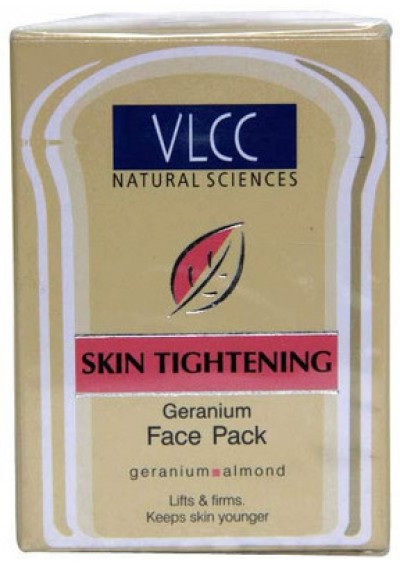 VLCC
NATURAL SCIENCES
SKIN TIGHTENING
Geranium
Face Pack
geranium▪almond
Lifts & firms.
Keeps skin younger